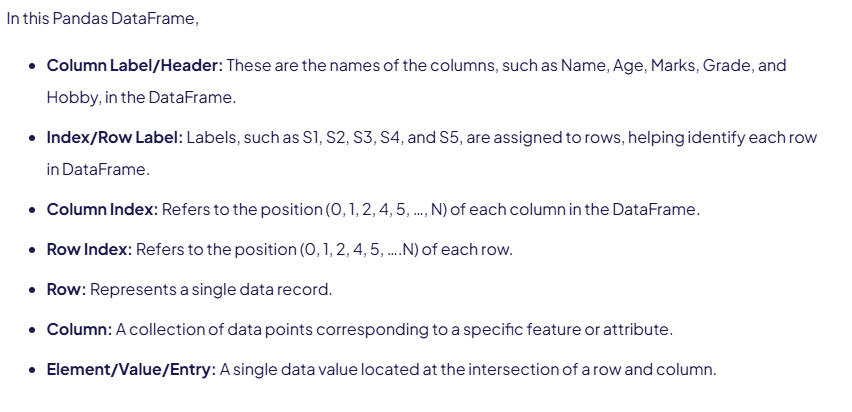 In this Pandas DataFrame,
Column Label/Header: These are the names of the columns, such as Name, Age, Marks, Grade, and
Hobby, in the DataFrame.
Index/Row Label: Labels, such as S1, S2, S3, S4, and S5, are assigned to rows, helping identify each row
in DataFrame.
Column Index: Refers to the position (0, 1, 2, 4, 5, ..., N) of each column in the DataFrame.
Row Index: Refers to the position (0, 1, 2, 4, 5, ....N) of each row.
Row: Represents a single data record.
Column: A collection of data points corresponding to a specific feature or attribute.
Element/Value/Entry: A single data value located at the intersection of a row and column.